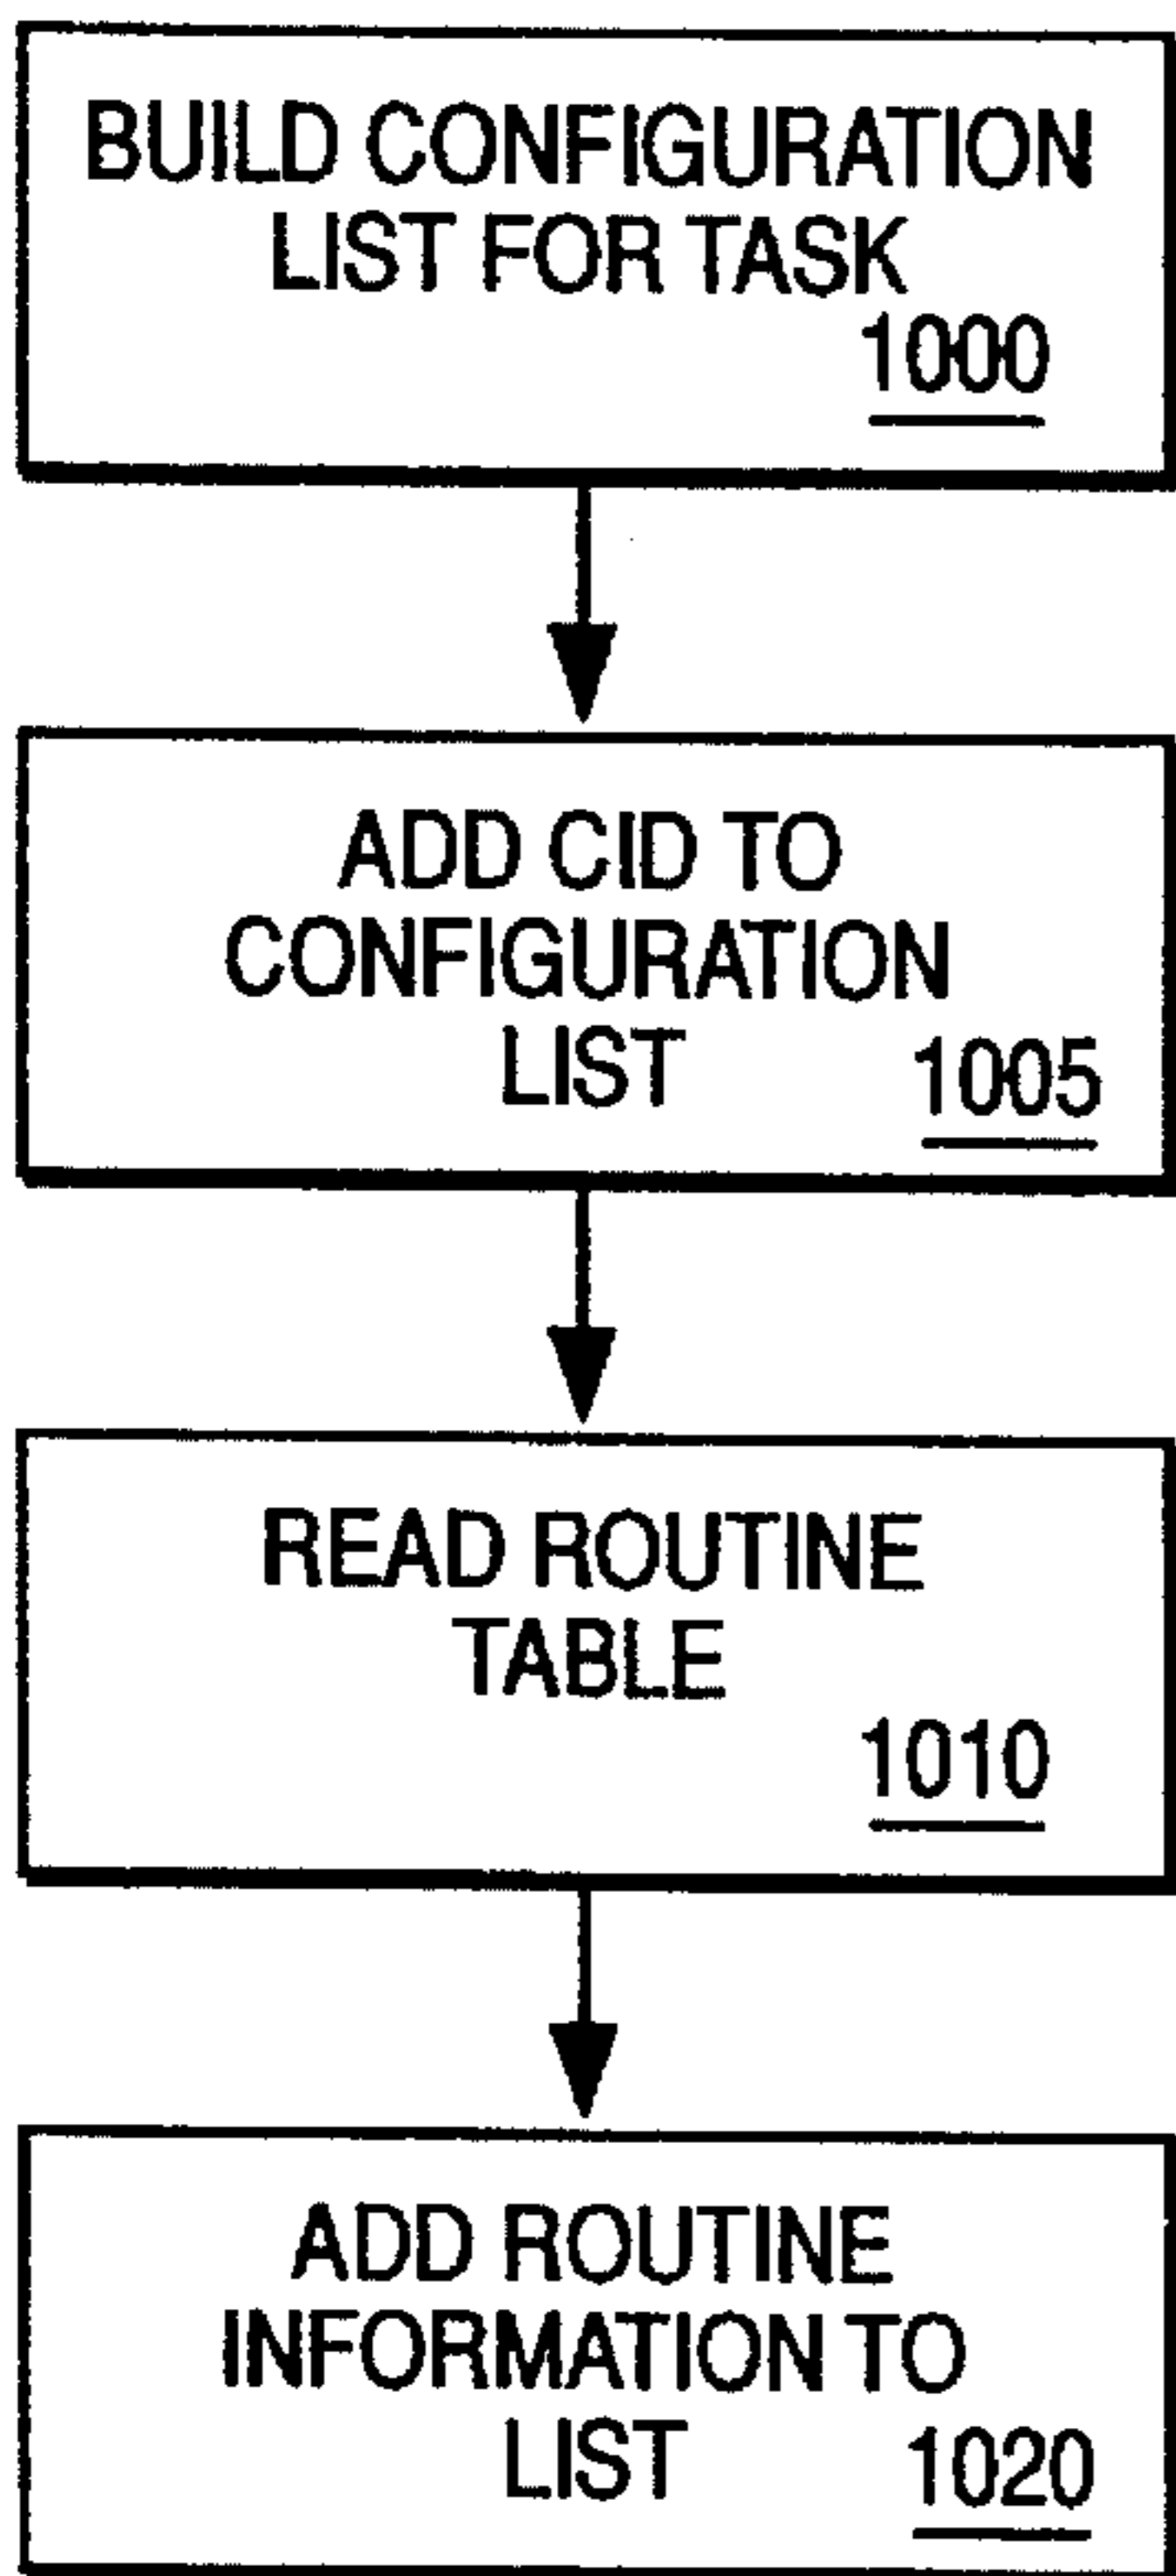 BUILD CONFIGURATION
LIST FOR TASK
1000
ADD CID TO
CONFIGURATION
LIST 1005
READ ROUTINE
TABLE
1010
ADD ROUTINE
INFORMATION TO
LIST 1020